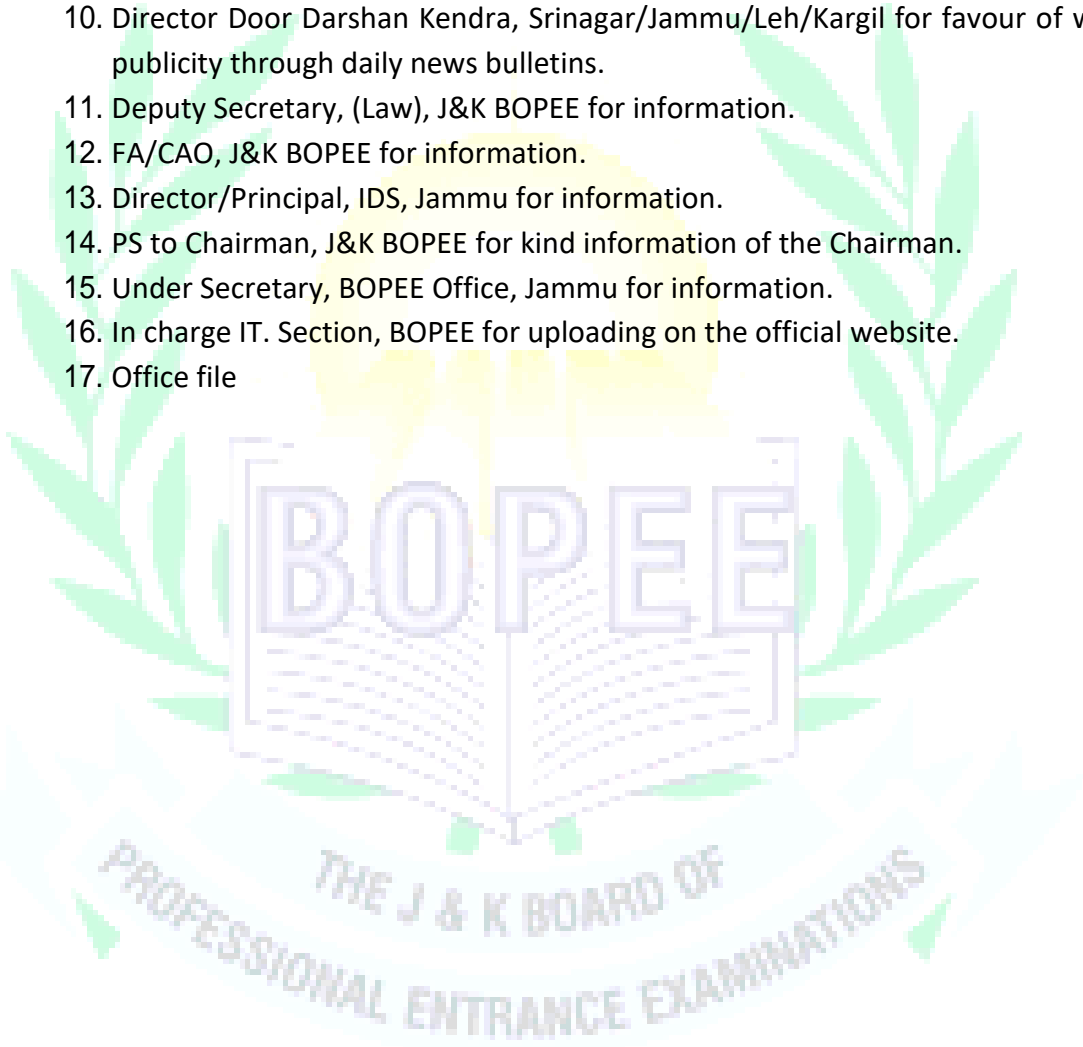 10. Director Door Darshan Kendra, Srinagar/Jammu/Leh/Kargil for favour of
publicity through daily news bulletins.
11. Deputy Secretary, (Law), J&K BOPEE for information.
12. FA/CAO, J&K BOPEE for information.
13. Director/Principal, IDS, Jammu for information.
14. PS to Chairman, J&K BOPEE for kind information of the Chairman.
15. Under Secretary, BOPEE Office, Jammu for information.
16. In charge IT. Section, BOPEE for uploading on the official website.
17. Office file
BOPEE
THE J & K BOARD OF
PROFESSIONAL ENTRANCE EXAMINATIONS